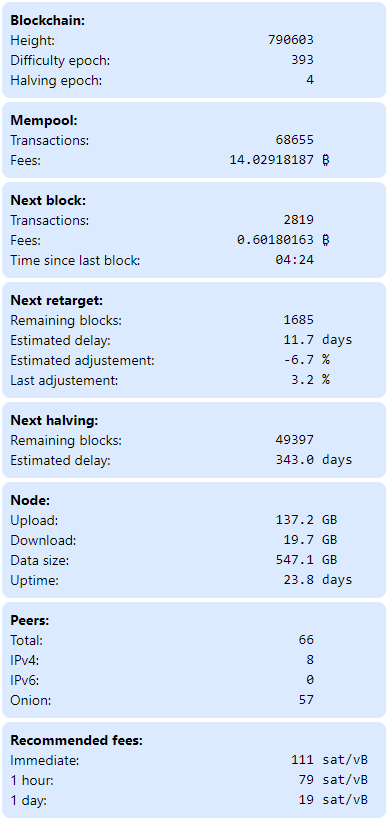 Blockchain:
Height: 790603
Difficulty epoch: 393
Halving epoch: 4
Mempool:
Transactions: 68655
Fees: 14.02918187 ₿
Next block:
Transactions: 2819
Fees: 0.60180163 ₿
Time since last block: 04:24
Next retarget:
Remaining blocks: 1685
Estimated delay: 11.7 days
Estimated adjustement: -6.7 %
Last adjustement: 3.2 %
Next halving:
Remaining blocks: 49397
Estimated delay: 343.0 days
Node:
Upload: 137.2 GB
Download: 19.7 GB
Data size: 547.1 GB
Uptime: 23.8 days
Peers:
Total: 66
IPv4: 8
IPv6: 0
Onion: 57
Recommended fees:
Immediate: 111 sat/vB
1 hour: 79 sat/vB
1 day: 19 sat/vB